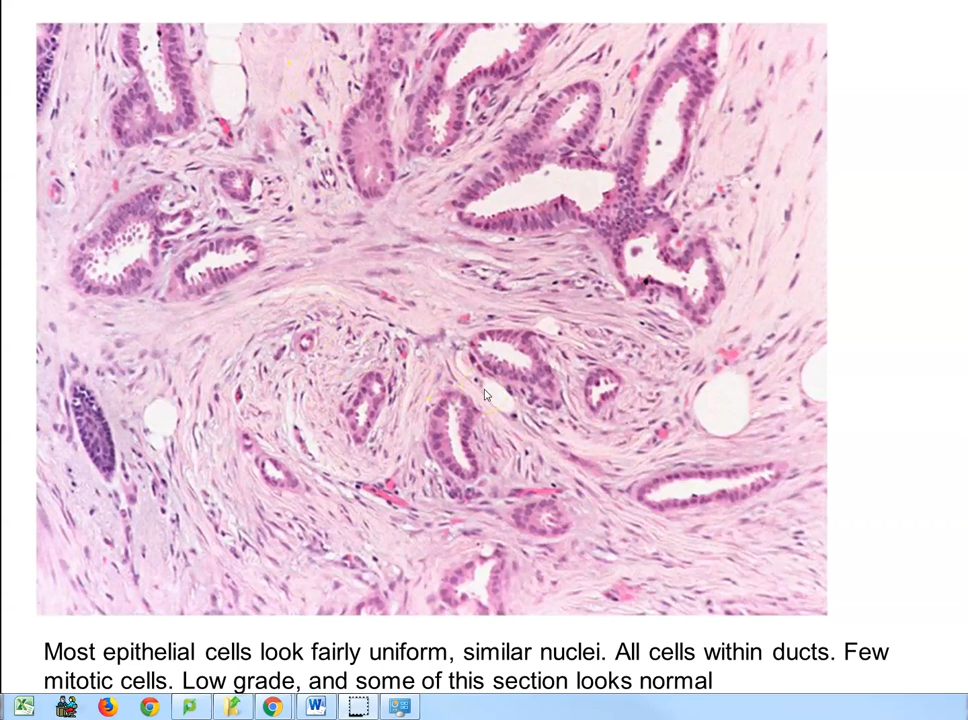 Most epithelial cells look fairly uniform, similar nuclei. All cells within ducts. Few
mitotic cells. Low grade, and some of this section looks normal